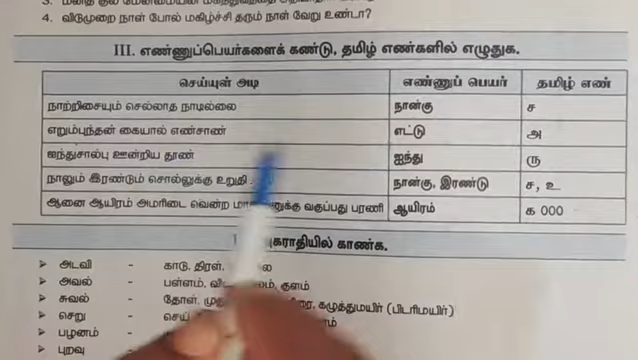 4. விடுமுறை நாள் போல் மகிழ்ச்சி தரும் நாள் வேறு உண்டா?
III. எண்ணுப்பெயர்களைக் கண்டு, தமிழ் எண்களில் எழுதுக.
செய்யுள் அடி எண்ணுப் பெயர் தமிழ் எண்
நாற்றிசையும் செல்லாத நாடில்லை நான்கு ச
எறும்புந்தன் கையால் எண்சாண் எட்டு அ
ஐந்துசால்பு ஊன்றிய தூண் ஐந்து ரு
நாலும் இரண்டும் சொல்லுக்கு உறுதி நான்கு, இரண்டு ச, உ
ஆனை ஆயிரம் அமரிடை வென்ற வகுப்பது பரணி ஆயிரம் க 000
காண்க.
➤ அடவி - காடு, திரள்,
➤ அவல் - பள்ளம், குளம்
➤ சுவல் - தோள், கழுத்துமயிர் (பிடரிமயிர்)
➤ செறு - செய்
➤ பழனம் -
➤ புறவு -